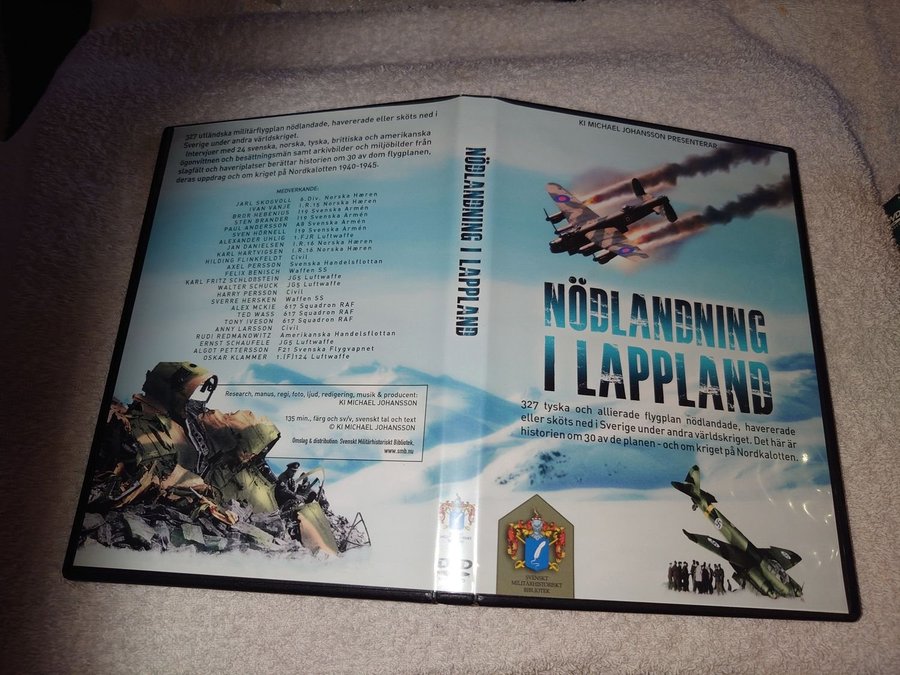 327 utländska militärflygplan nödlandade, havererade eller sköts ned i
Sverige under andra världskriget.
Intervjuer med 24 svenska, norska, tyska, brittiska och amerikanska
ögonvittnen och besättningsmän samt arkivbilder och miljöbilder från
slagfält och haveriplatser berättar historien om 30 av dom flygplanen,
deras uppdrag och om kriget på Nordkalotten 1940-1945.
MEDVERKANDE:
JARL SKOGVOLL 6.Div. Norska Hæren
IVAN VANJE I.R.15 Norska Hæren
BROR HEBENIUS I19 Svenska Armén
STEN BRANDER I19 Svenska Armén
PAUL ANDERSSON A8 Svenska Armén
SVEN HÖRNELL I19 Svenska Armén
ALEXANDER UHLIG 1.FJR Luftwaffe
JAN DANIELSEN I.R.16 Norska Hæren
KARL HARTVIGSEN I.R.16 Norska Hæren
HILDING FLINKFELDT Civil
AXEL PERSSON Svenska Handelsflottan
FELIX BENISCH Waffen SS
KARL FRITZ SCHLOSSTEIN JG5 Luftwaffe
WALTER SCHUCK JG5 Luftwaffe
HARRY PERSSON Civil
SVERRE HERSKEN Waffen SS
ALEX MCKIE 617 Squadron RAF
TED WASS 617 Squadron RAF
TONY IVESON 617 Squadron RAF
ANNY LARSSON Civil
RUDI REDMANOWITZ Amerikanska Handelsflottan
ERNST SCHAUFELE JG5 Luftwaffe
ALGOT PETTERSSON F21 Svenska Flygvapnet
OSKAR KLAMMER 1.(F)124 Luftwaffe
Research, manus, regi, foto, ljud, redigering, musik & producent:
KI MICHAEL JOHANSSON
135 min., färg och sv/v, svenskt tal och text
© KI MICHAEL JOHANSSON
Omslag & distribution: Svenskt Militärhistoriskt Bibliotek,
www.smb.nu
NÖDLANDNING I LAPPLAND
KI MICHAEL JOHANSSON PRESENTERAR
NÖDLANDNING
I LAPPLAND
327 tyska och allierade flygplan nödlandade, havererade
eller sköts ned i Sverige under andra världskriget. Det här är
historien om 30 av de planen - och om kriget på Nordkalotten.
SVENSKT
MILITÄRHISTORISKT
BIBLIOTEK